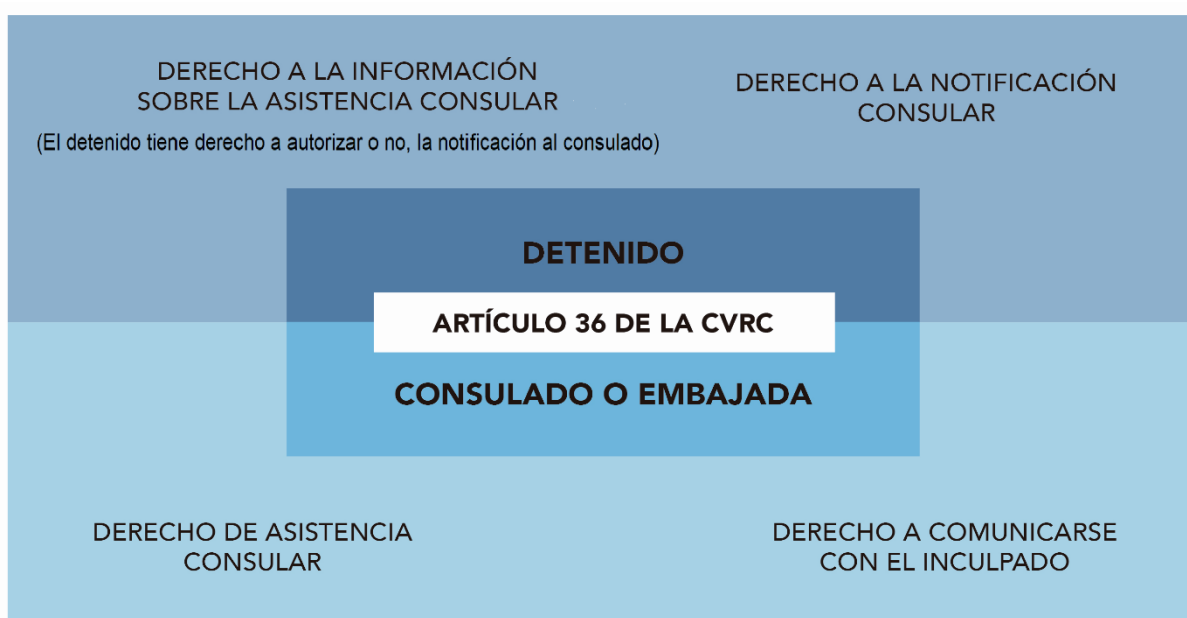 DERECHO A LA INFORMACIÓN
SOBRE LA ASISTENCIA CONSULAR
(El detenido tiene derecho a autorizar o no, la notificación al consulado)
DERECHO A LA NOTIFICACIÓN
CONSULAR
DETENIDO
ARTÍCULO 36 DE LA CVRC
CONSULADO O EMBAJADA
DERECHO DE ASISTENCIA
CONSULAR
DERECHO A COMUNICARSE
CON EL INCULPADO